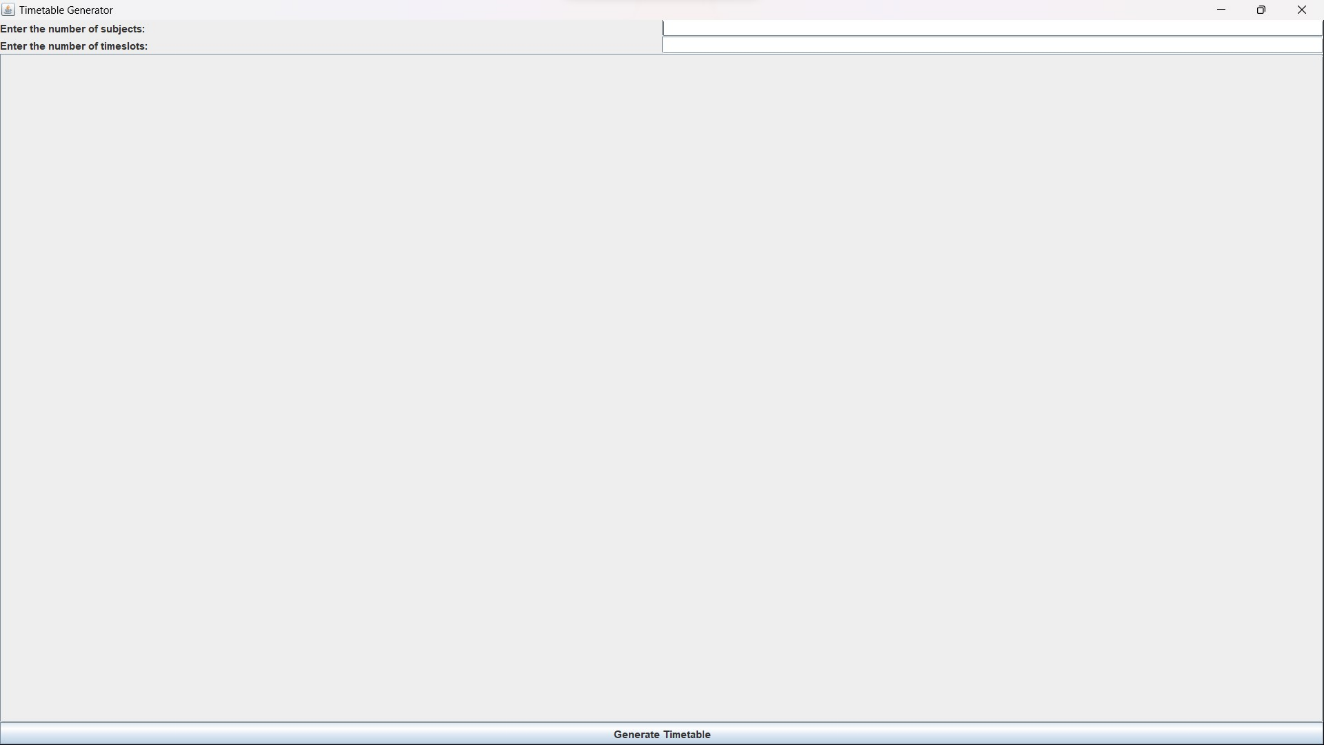 Timetable Generator
Enter the number of subjects:
Enter the number of timeslots:
Generate Timetable